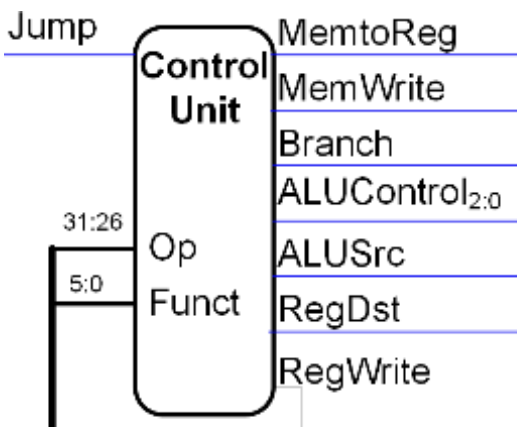 Jump
Control
Unit
MemtoReg
MemWrite
Branch
ALUControl2:0
31:26
Op
ALUSrc
5:0
Funct
RegDst
RegWrite